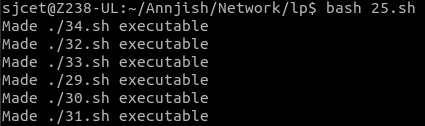 sjcet@Z238-UL:~/Annjish/Network/lp$ bash 25.sh
Made ./34.sh executable
Made ./32.sh executable
Made ./33.sh executable
Made ./29.sh executable
Made ./30.sh executable
Made ./31.sh executable